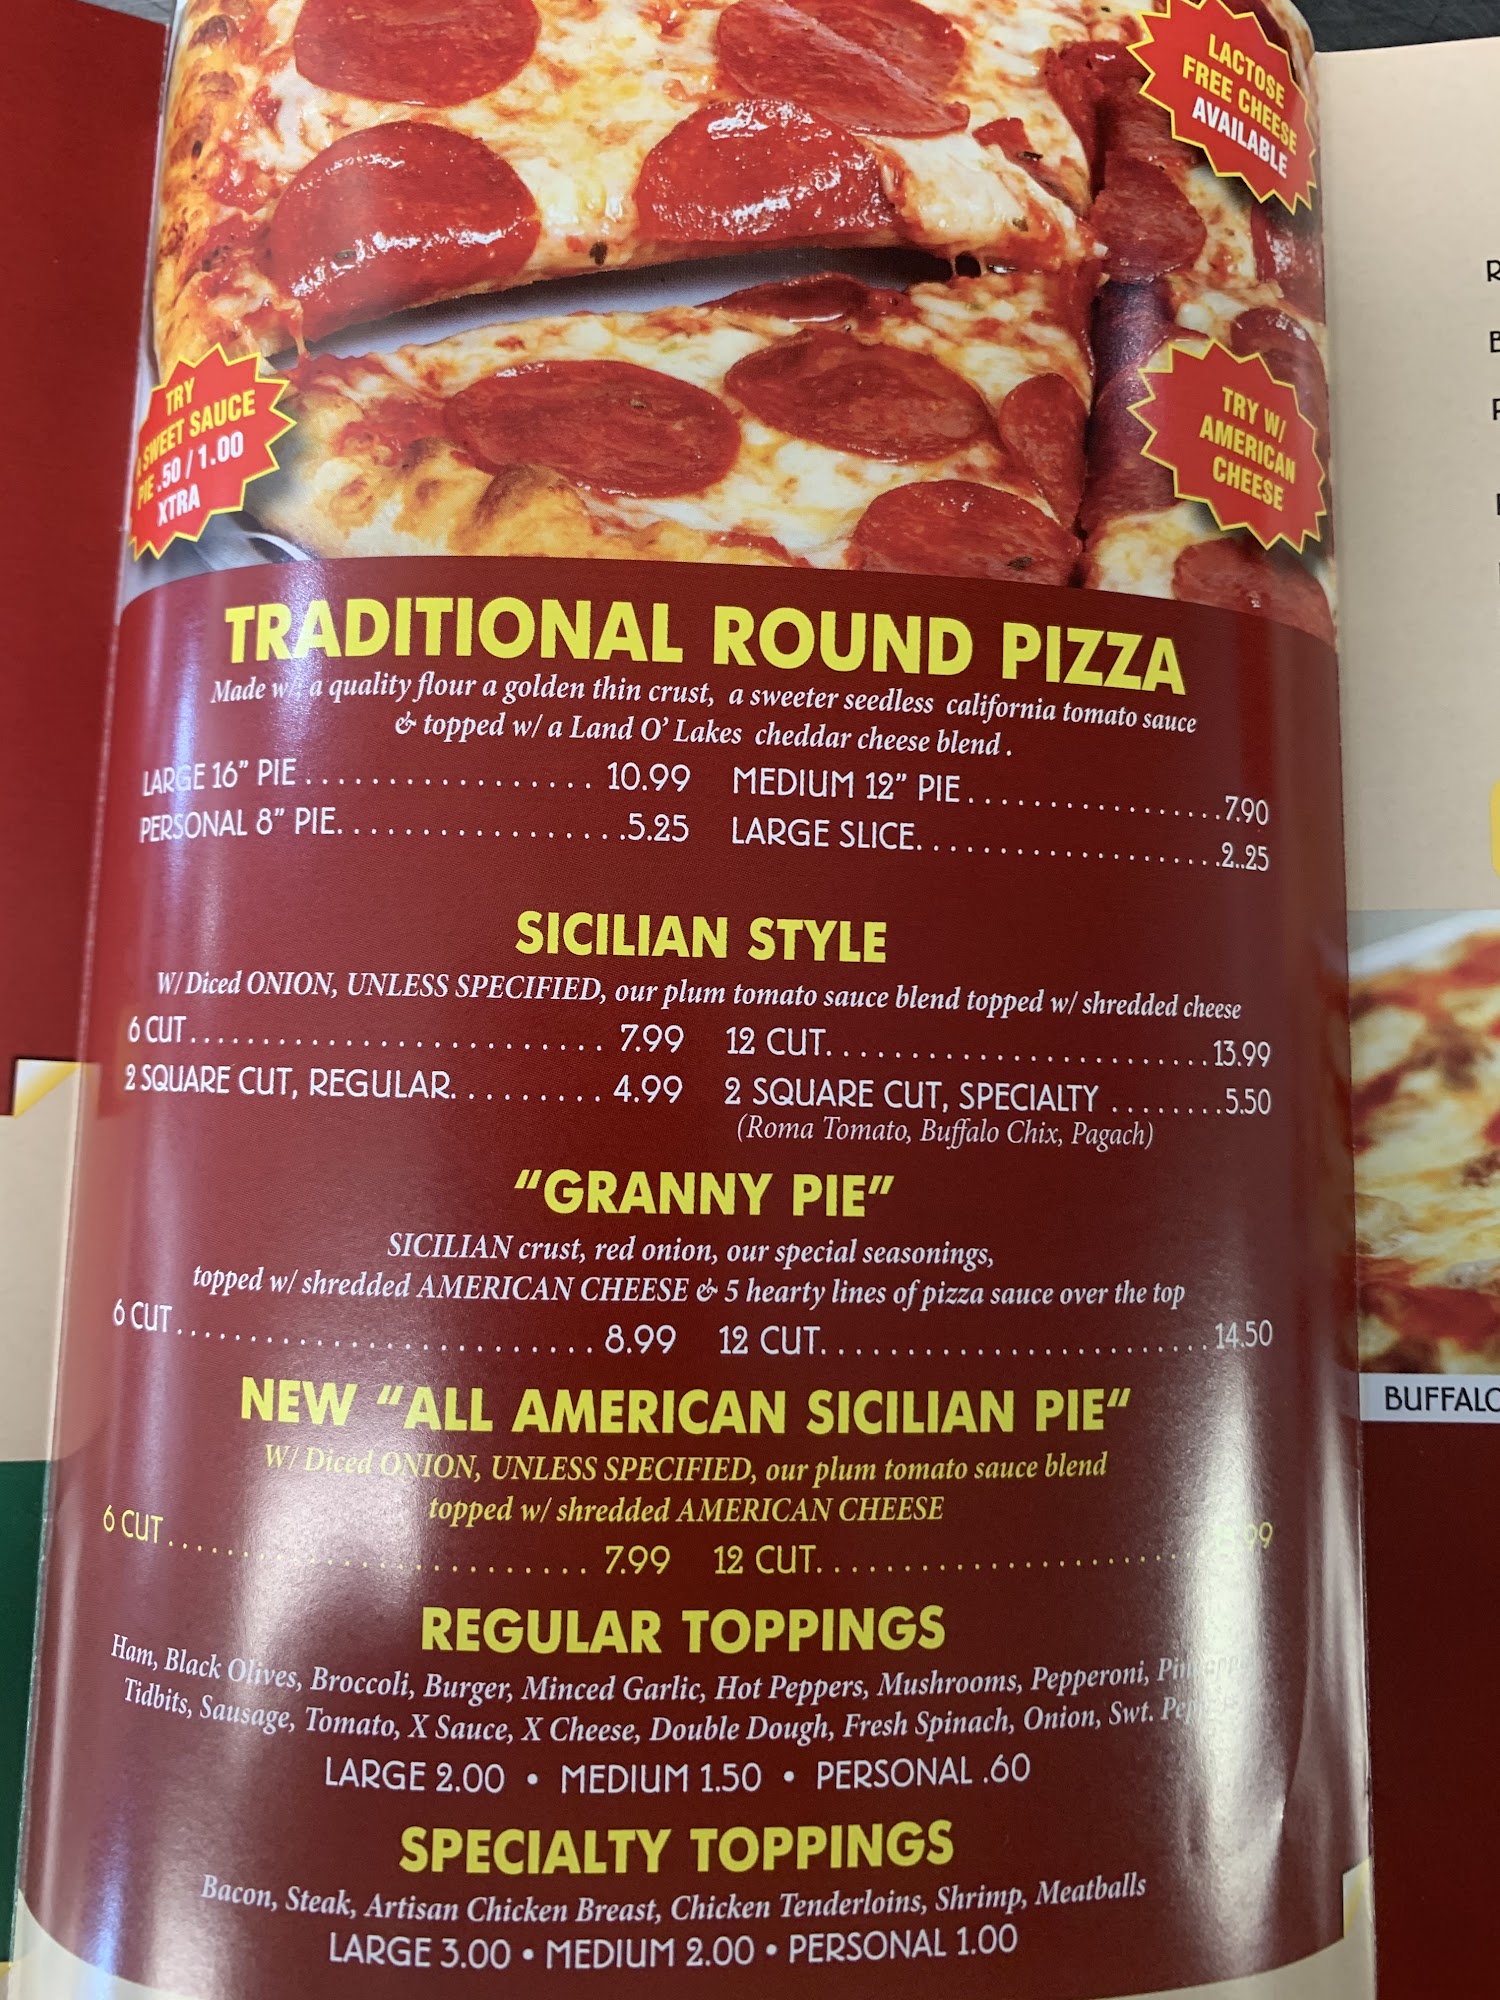 LACTOSE
FREE CHEESE
AVAILABLE
TRY
A SWEET SAUCE
PIE .50 / 1.00
XTRA
TRY W/
AMERICAN
CHEESE
TRADITIONAL ROUND PIZZA
Made w/ a quality flour a golden thin crust, a sweeter seedless california tomato sauce
& topped w/ a Land O' Lakes cheddar cheese blend .
LARGE 16" PIE . . . . . . . . . . . . . . . . . 10.99 MEDIUM 12" PIE. . . . . . . . . . . . . . . . .7.90
PERSONAL 8" PIE. . . . . . . . . . . . . . . . .5.25 LARGE SLICE. . . . . . . . . . . . . . . . . . . .2..25
SICILIAN STYLE
W/ Diced ONION, UNLESS SPECIFIED, our plum tomato sauce blend topped w/ shredded cheese
6 CUT . . . . . . . . . . . . . . . . . . . . . . . . 7.99 12 CUT. . . . . . . . . . . . . . . . . . . . . . .13.99
2 SQUARE CUT, REGULAR. . . . . . . . . 4.99 2 SQUARE CUT, SPECIALTY . . . . . . . .5.50
(Roma Tomato, Buffalo Chix, Pagach)
"GRANNY PIE"
SICILIAN crust, red onion, our special seasonings,
topped w/ shredded AMERICAN CHEESE & 5 hearty lines of pizza sauce over the top
6 CUT . . . . . . . . . . . . . . . . . . . . . . . . 8.99 12 CUT. . . . . . . . . . . . . . . . . . . . . . .14.50
NEW "ALL AMERICAN SICILIAN PIE"
W/ Diced ONION, UNLESS SPECIFIED, our plum tomato sauce blend
topped w/ shredded AMERICAN CHEESE
6 CUT . . . . . . . . . . . . . . . . . . . . . . . . 7.99 12 CUT. . . . . . . . . . . . . . . . . . . . . . .
REGULAR TOPPINGS
Ham, Black Olives, Broccoli, Burger, Minced Garlic, Hot Peppers, Mushrooms, Pepperoni,
Tidbits, Sausage, Tomato, X Sauce, X Cheese, Double Dough, Fresh Spinach, Onion, Swt.
LARGE 2.00 • MEDIUM 1.50 • PERSONAL .60
SPECIALTY TOPPINGS
Bacon, Steak, Artisan Chicken Breast, Chicken Tenderloins, Shrimp, Meatballs
LARGE 3.00 • MEDIUM 2.00 • PERSONAL 1.00
BUFFALO